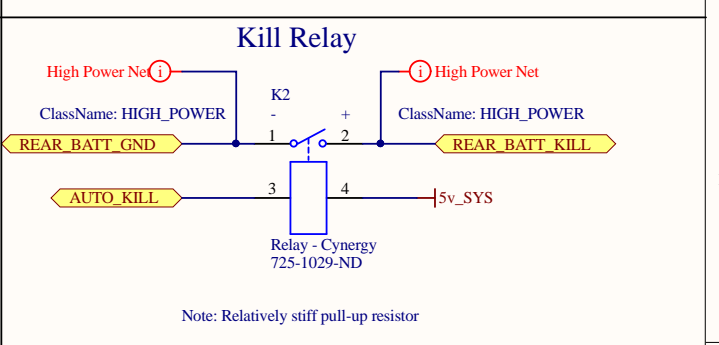 Kill Relay
High Power Net
i
i
High Power Net
K2
ClassName: HIGH_POWER
-
+
ClassName: HIGH_POWER
REAR_BATT_GND
1
2
REAR_BATT_KILL
AUTO_KILL
3
4
5v_SYS
Relay - Cynergy
725-1029-ND
Note: Relatively stiff pull-up resistor